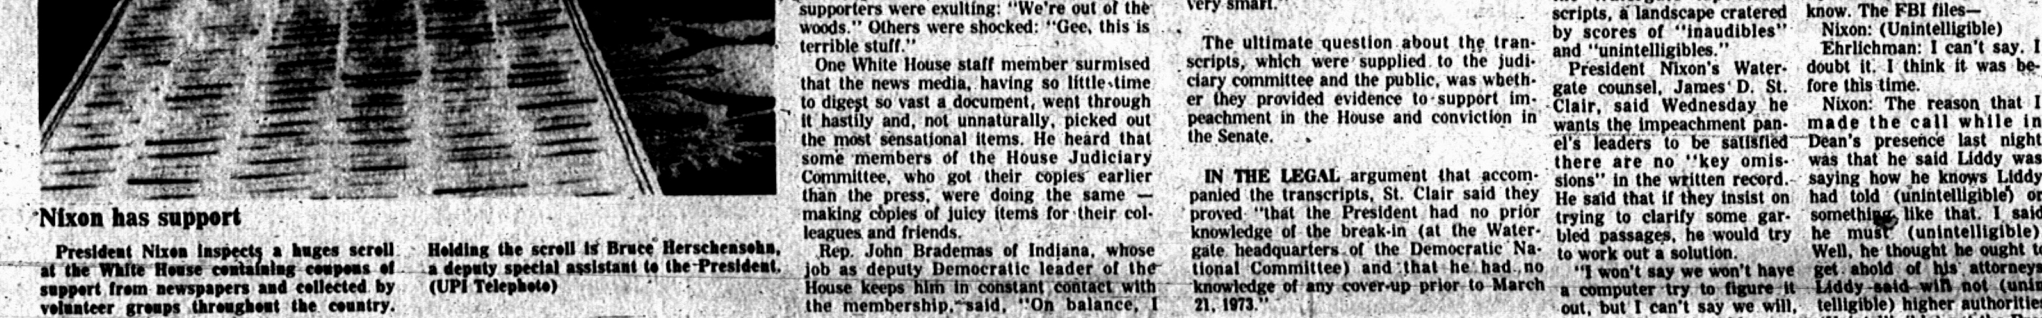 Nixon has support
President Nixon inspects a huges scroll
at the White House containing coupons of
support from newspapers and collected by
volunteer groups throughout the country.
Holding the scroll is Bruce Herschensohn,
a deputy special assistant to the President.
(UPI Telephoto)
supporters were exulting: "We're out of the
woods." Others were shocked: "Gee, this is
terrible stuff."
One White House staff member surmised
that the news media, having so little time
to digest so vast a document, went through
it hastily and, not unnaturally, picked out
the most sensational items. He heard that
some members of the House Judiciary
Committee, who got their copies earlier
than the press, were doing the same —
making copies of juicy items for their col-
leagues and friends.
Rep. John Brademas of Indiana, whose
job as deputy Democratic leader of the
House keeps him in constant contact with
the membership, said, "On balance, I
very smart."
The ultimate question about the tran-
scripts, which were supplied to the judi-
ciary committee and the public, was wheth-
er they provided evidence to support im-
peachment in the House and conviction in
the Senate.
IN THE LEGAL argument that accom-
panied the transcripts, St. Clair said they
proved "that the President had no prior
knowledge of the break-in (at the Water-
gate headquarters of the Democratic Na-
tional Committee) and that he had no
knowledge of any cover-up prior to March
21, 1973."
scripts, a landscape cratered
by scores of "inaudibles"
and "unintelligibles."
President Nixon's Water-
gate counsel, James D. St.
Clair, said Wednesday he
wants the impeachment pan-
el's leaders to be satisfied
there are no "key omis-
sions" in the written record.
He said that if they insist on
trying to clarify some gar-
bled passages, he would try
to work out a solution.
"I won't say we won't have
a computer try to figure it
out, but I can't say we will,
know. The FBI files—
Nixon: (Unintelligible)
Ehrlichman: I can't say. I
doubt it. I think it was be-
fore this time.
Nixon: The reason that I
made the call while in
Dean's presence last night
was that he said Liddy was
saying how he knows Liddy
had told (unintelligible) or
something like that. I said
he must (unintelligible)
Well, he thought he ought t
get ahold of his attorneys
Liddy said will not (unin
telligible) higher authoritie